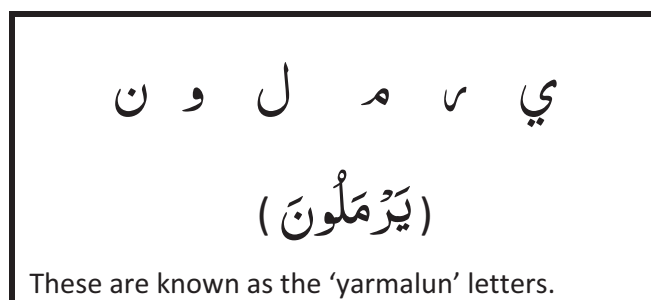 ي ر م ل و ن
(يَرْمَلُونَ)
These are known as the ‘yarmalun’ letters.